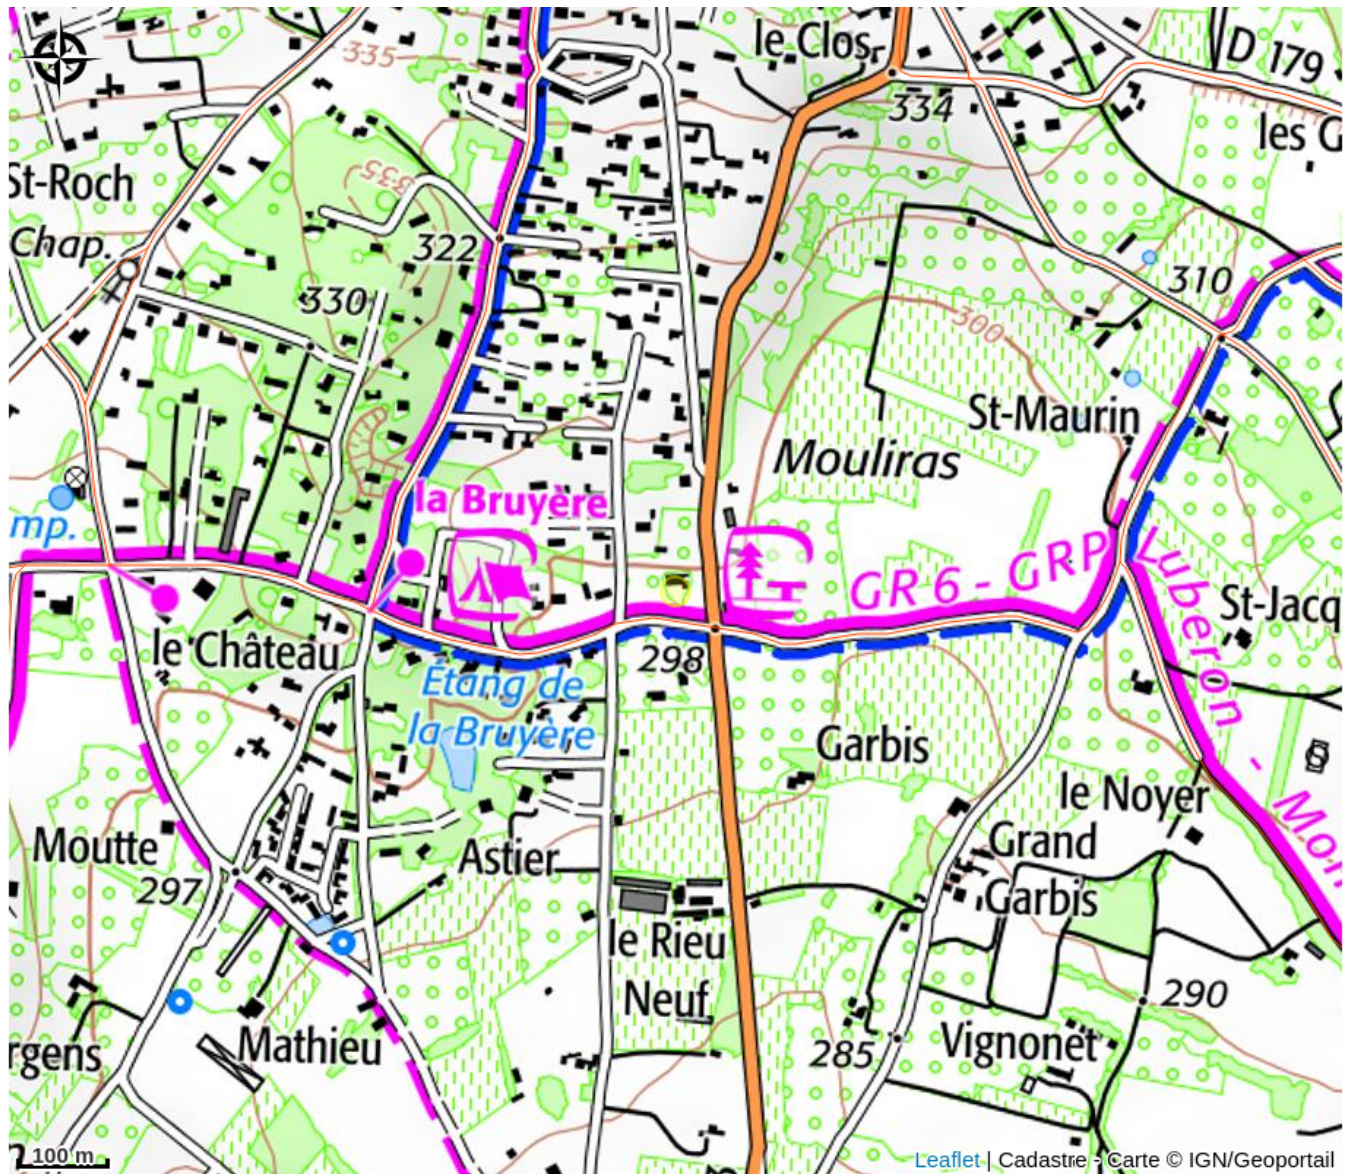 335
le Clos
D 179
334
les G
St-Roch
335
Chap.
322
310
330
300
St-Maurin
Mouliras
la Bruyère
mp.
GR 6 - GRP
Luberon - Mon
St-Jacq
le Château
298
Étang de
la Bruyère
Garbis
le Noyer
Moutte
Grand
Garbis
Astier
297
le Rieu
Neuf
290
Mathieu
Vignonet
285
rgens
100 m
Leaflet | Cadastre - Carte © IGN/Geoportail